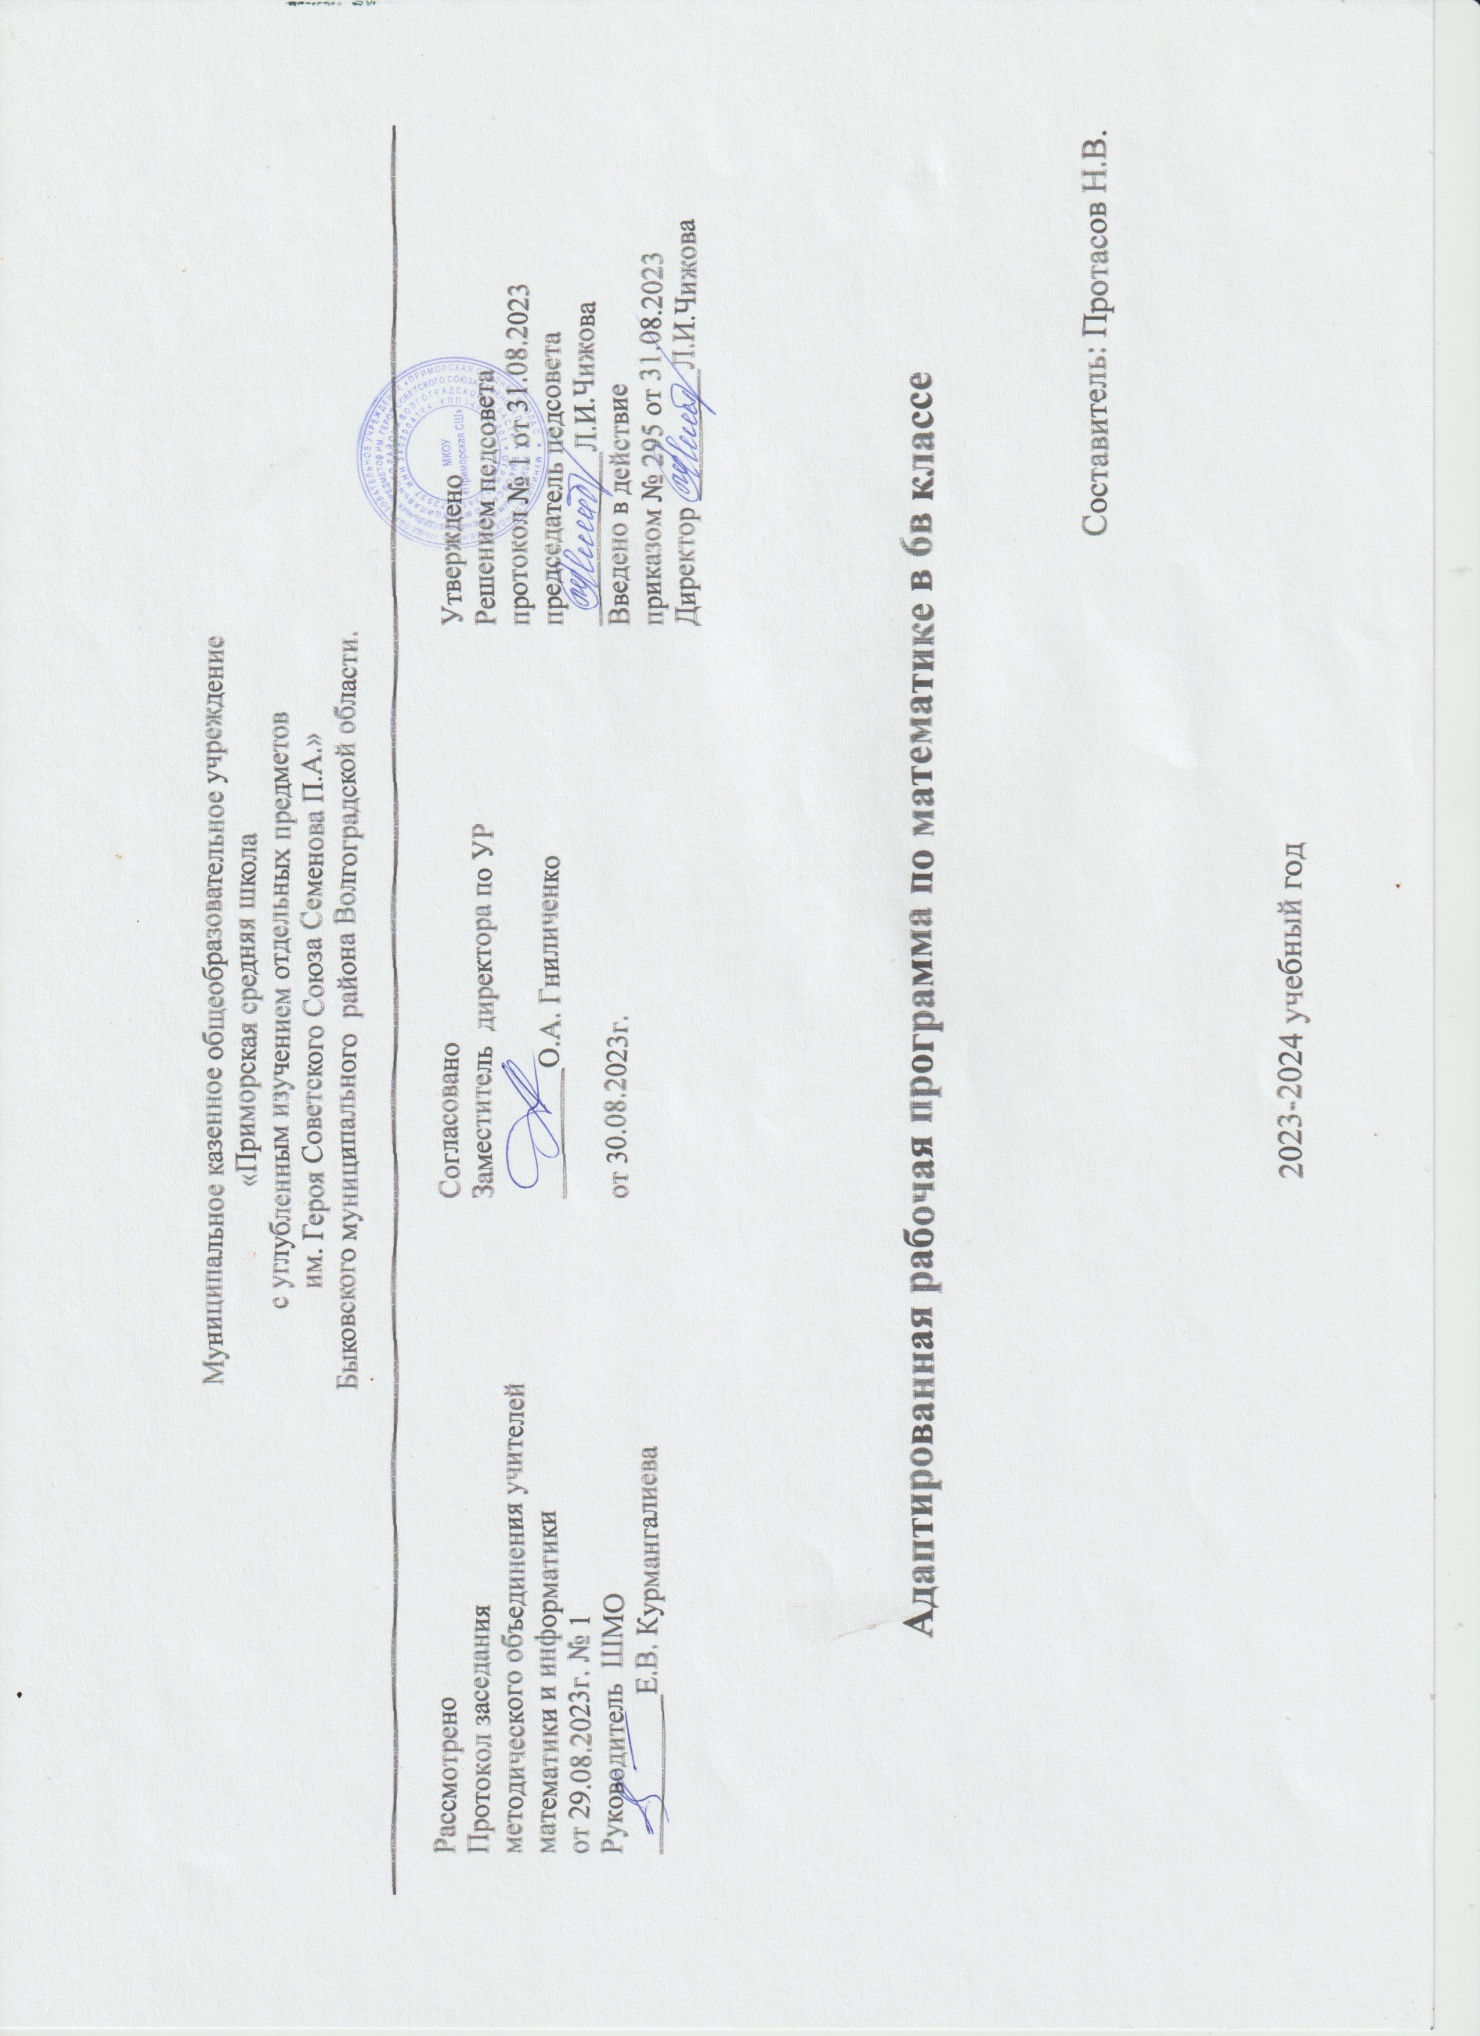 Муниципальное казенное общеобразовательное учреждение
«Приморская средняя школа
с углубленным изучением отдельных предметов
им. Героя Советского Союза Семенова П.А.»
Быковского муниципального района Волгоградской области.
Рассмотрено
Протокол заседания
методического объединения учителей
математики и информатики
от 29.08.2023г. № 1
Руководитель ШМО
Е.В. Курмангалиева
Согласовано
Заместитель директора по УР
О.А. Гниличенко
от 30.08.2023г.
Утверждено
Решением педсовета
протокол № 1 от 31.08.2023
председатель педсовета
Л.И.Чижова
Введено в действие
приказом № 295 от 31.08.2023
Директор Л.И.Чижова
МКОУ
«Приморская СШ»
Адаптированная рабочая программа по математике в 6в классе
Составитель: Протасов Н.В.
2023-2024 учебный год